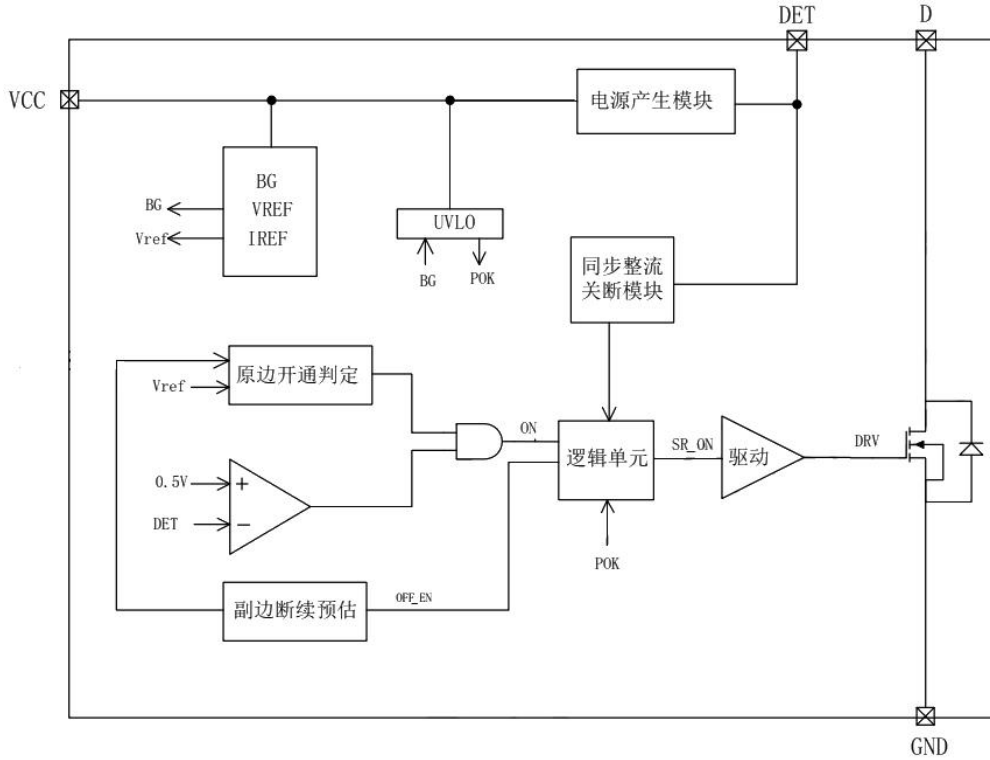 DET
D
VCC
电源产生模块
BG
VREF
IREF
BG
Vref
UVLO
BG
POK
同步整流
关断模块
原边开通判定
Vref
ON
逻辑单元
SR_ON
驱动
DRV
0.5V
+
DET
−
POK
副边断续预估
OFF_EN
GND